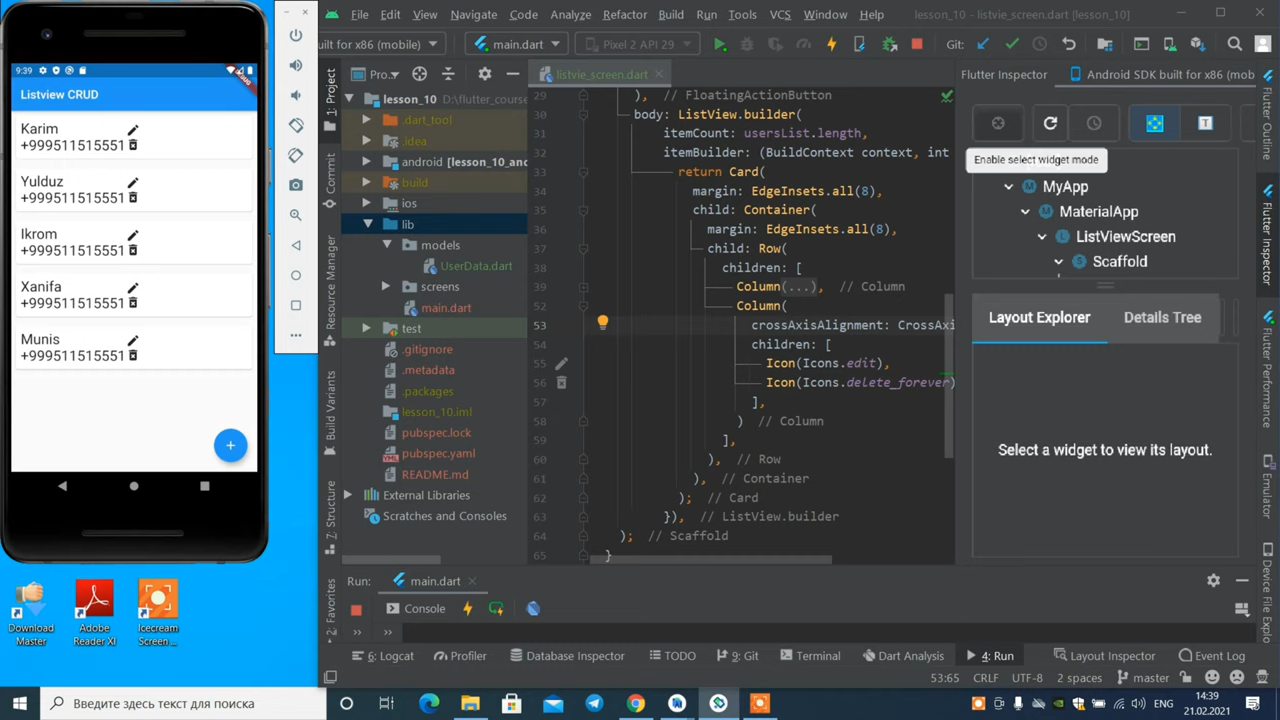 9:39
Listview CRUD
Karim
+999511515551
Yulduz
+999511515551
Ikrom
+999511515551
Xanifa
+999511515551
Munis
+999511515551
+
Download Master
Adobe Reader XI
Icecream Screen ...
File Edit View Navigate Code Analyze Refactor Build Run Tools VCS Window Help lesson_10 - listvie_screen.dart [lesson_10]
built for x86 (mobile) main.dart Pixel 2 API 29 Git:
Pro... listvie_screen.dart Flutter Inspector Android SDK built for x86 (mob
1: Project
Commit
Resource Manager
Build Variants
7: Structure
2: Favorites
lesson_10 D:\flutter_course
.dart_tool
.idea
android [lesson_10_and
build
ios
lib
models
UserData.dart
screens
main.dart
test
.gitignore
.metadata
.packages
lesson_10.iml
pubspec.lock
pubspec.yaml
README.md
External Libraries
Scratches and Consoles
29 ), // FloatingActionButton
30 body: ListView.builder(
31 itemCount: usersList.length,
32 itemBuilder: (BuildContext context, int
33 return Card(
34 margin: EdgeInsets.all(8),
35 child: Container(
36 margin: EdgeInsets.all(8),
37 child: Row(
38 children: [
39 Column(...), // Column
52 Column(
53 crossAxisAlignment: CrossAxi
54 children: [
55 Icon(Icons.edit),
56 Icon(Icons.delete_forever)
57 ],
58 ) // Column
59 ],
60 ), // Row
61 ), // Container
62 ); // Card
63 }), // ListView.builder
64 ); // Scaffold
65 }
Enable select widget mode
MyApp
MaterialApp
ListViewScreen
Scaffold
Layout Explorer Details Tree
Select a widget to view its layout.
Flutter Outline
Flutter Inspector
Flutter Performance
Emulator
Device File Explo
Run: main.dart
Console
6: Logcat Profiler Database Inspector TODO 9: Git Terminal Dart Analysis 4: Run Layout Inspector Event Log
53:65 CRLF UTF-8 2 spaces master
Введите здесь текст для поиска
14:39
21.02.2021